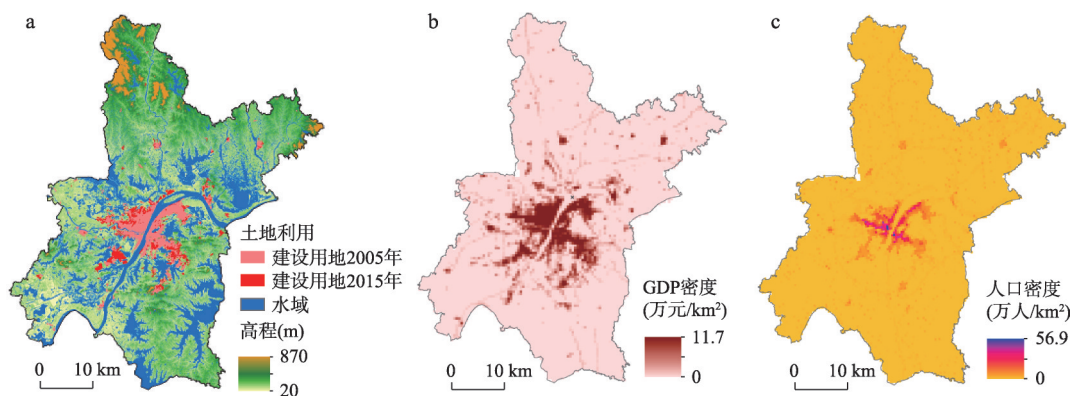 a
土地利用
建设用地2005年
建设用地2015年
水域
高程(m)
870
20
0 10 km
b
GDP密度
(万元/km²)
11.7
0
0 10 km
c
人口密度
(万人/km²)
56.9
0
0 10 km